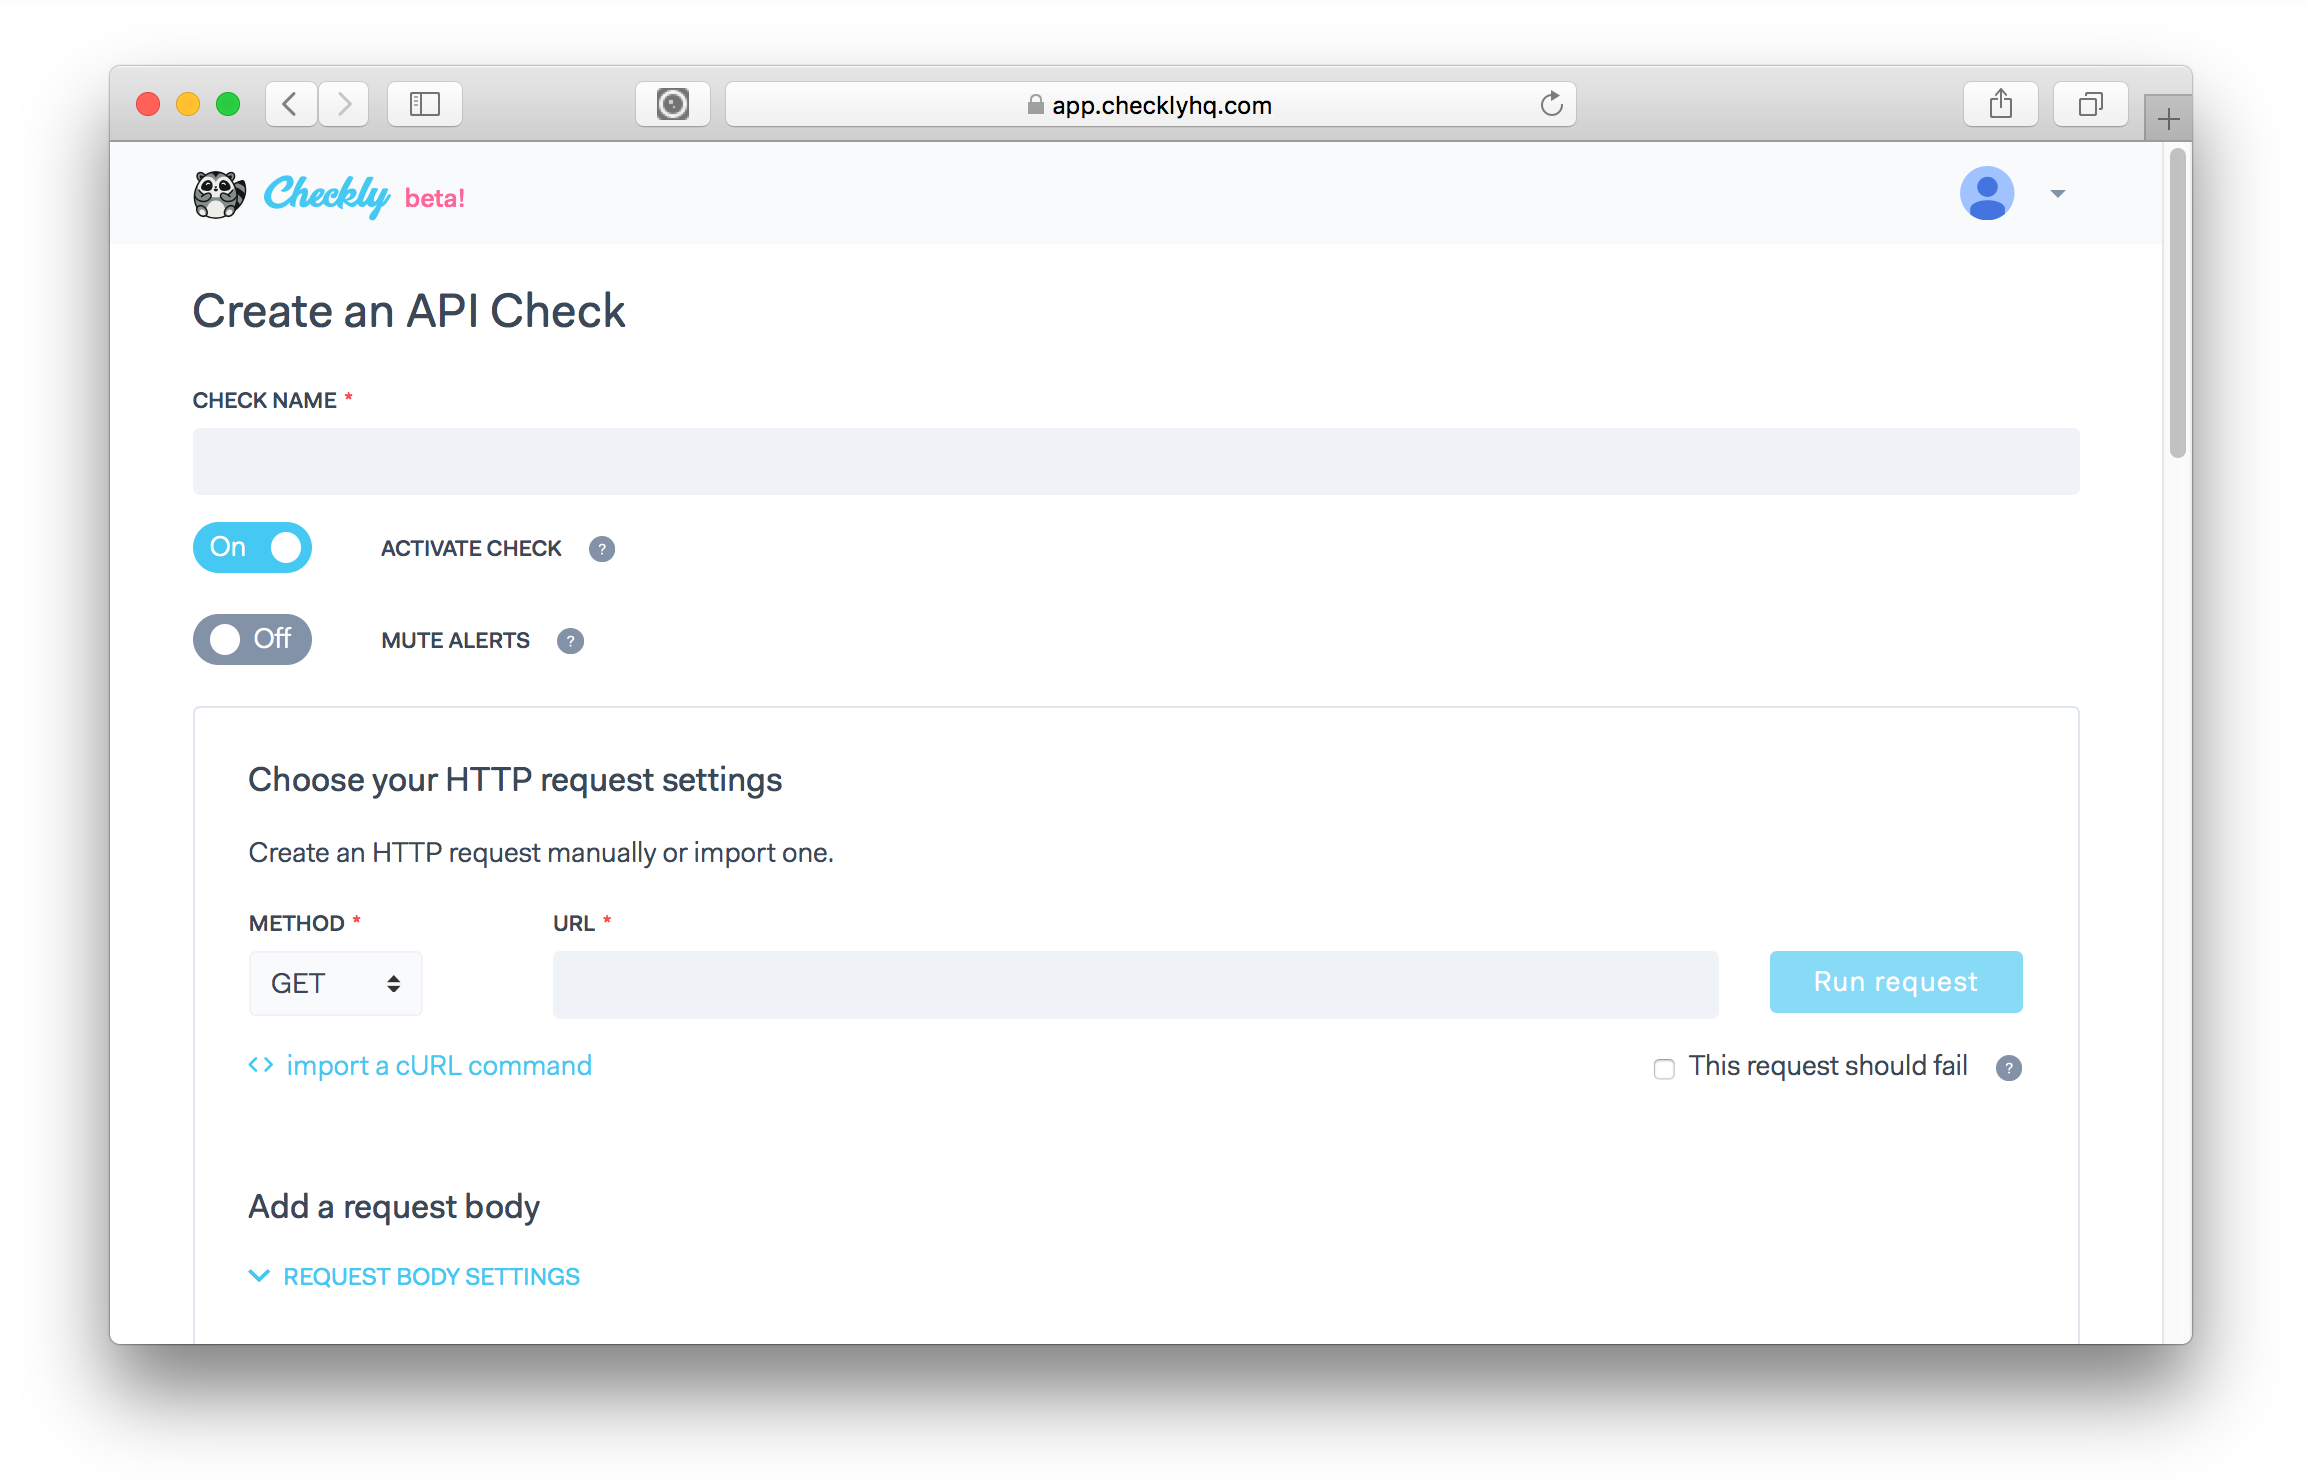 app.checklyhq.com
Checkly beta!
Create an API Check
CHECK NAME *
On ACTIVATE CHECK ?
Off MUTE ALERTS ?
Choose your HTTP request settings
Create an HTTP request manually or import one.
METHOD * URL *
GET Run request
<> import a cURL command This request should fail ?
Add a request body
REQUEST BODY SETTINGS